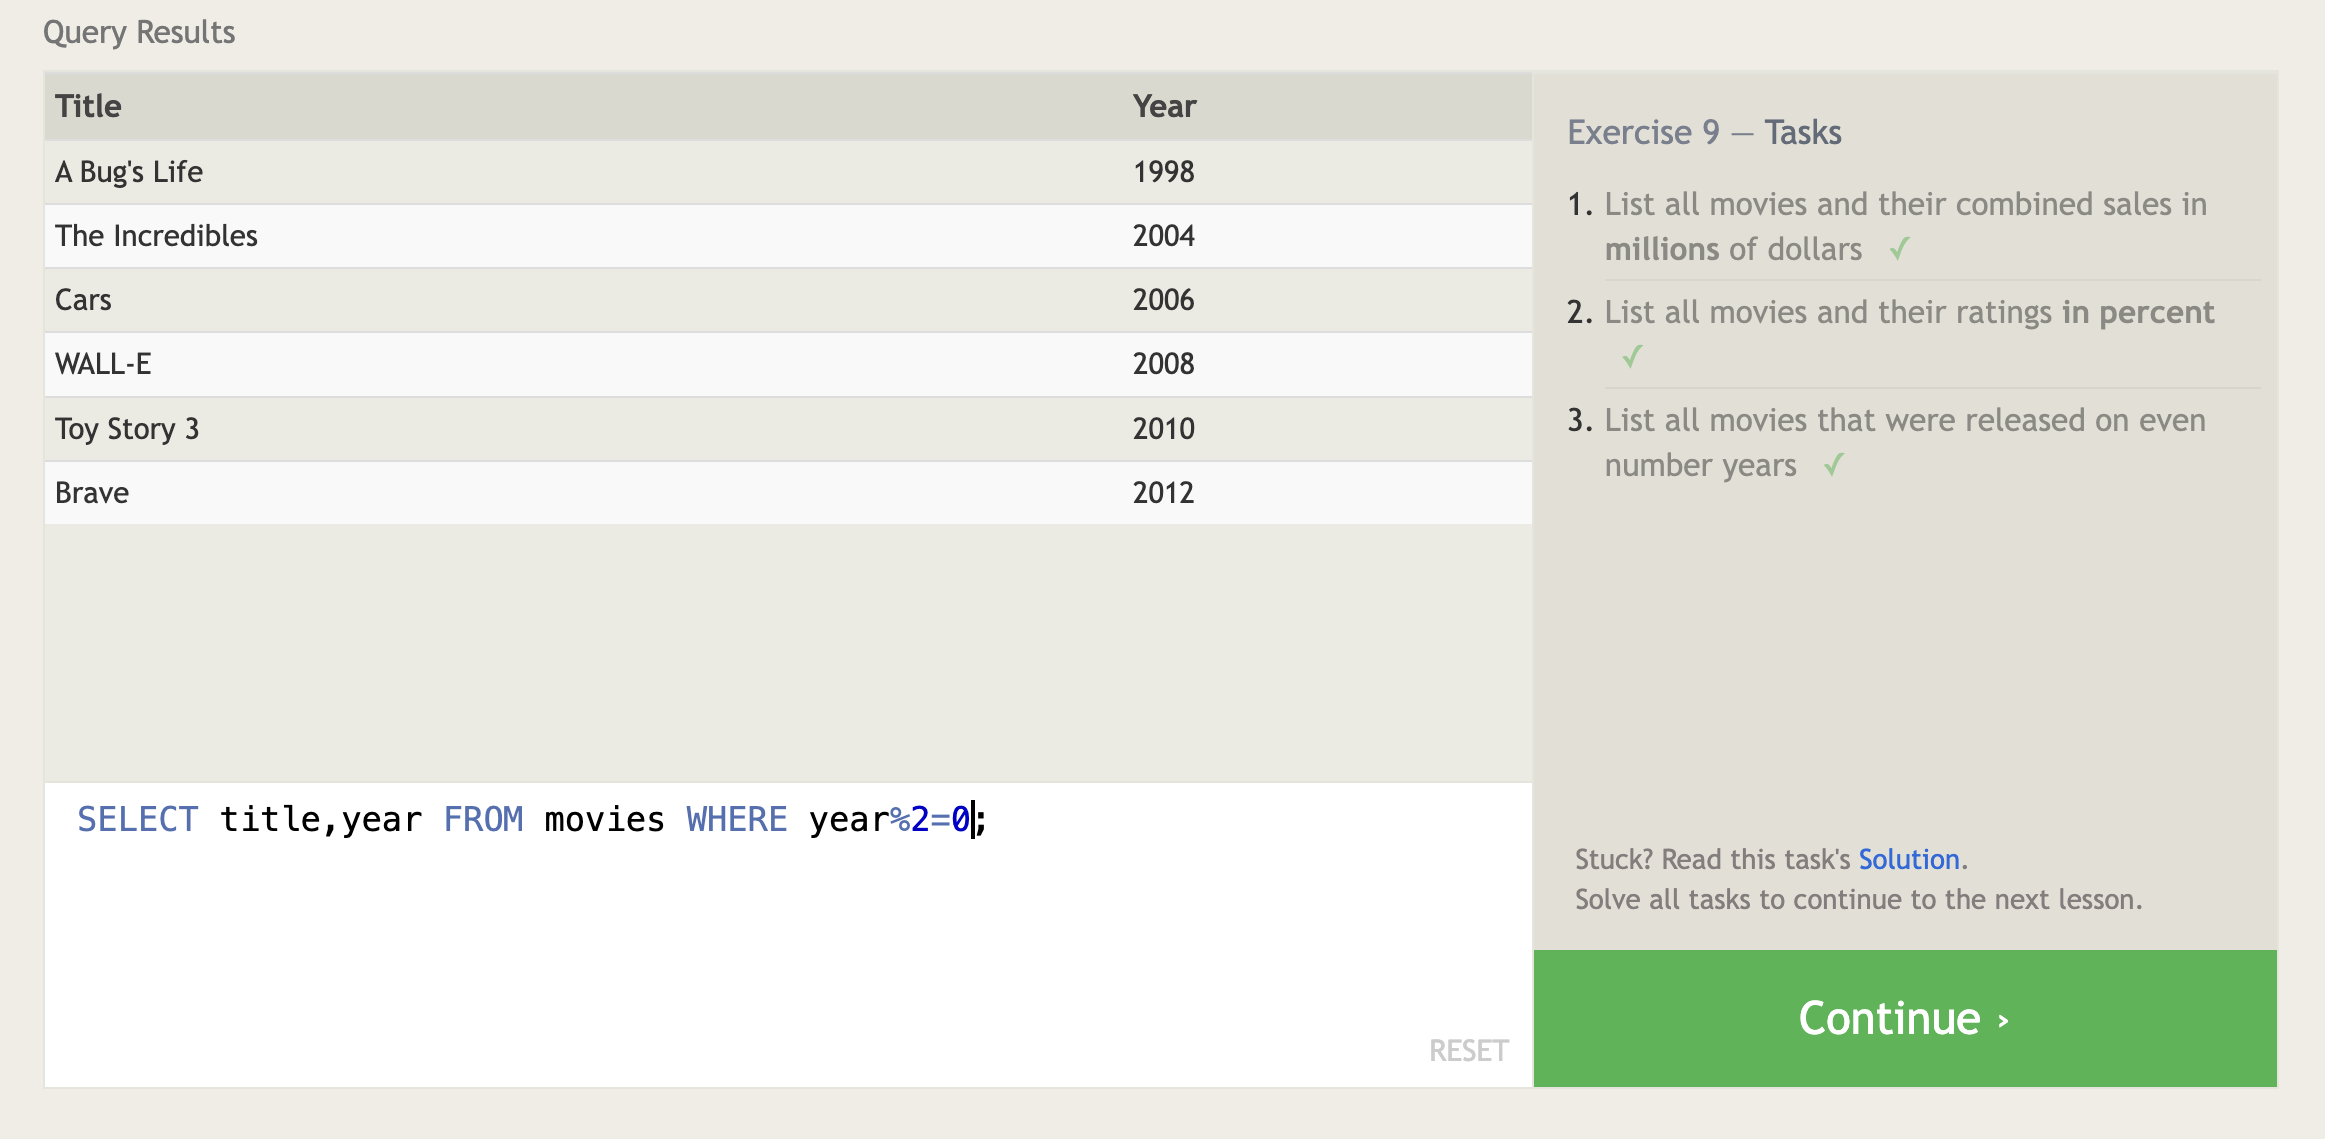 Query Results
Title Year
A Bug's Life 1998
The Incredibles 2004
Cars 2006
WALL-E 2008
Toy Story 3 2010
Brave 2012
SELECT title,year FROM movies WHERE year%2=0;
RESET
Exercise 9 — Tasks
1. List all movies and their combined sales in
millions of dollars ✓
2. List all movies and their ratings in percent
✓
3. List all movies that were released on even
number years ✓
Stuck? Read this task's Solution.
Solve all tasks to continue to the next lesson.
Continue ›